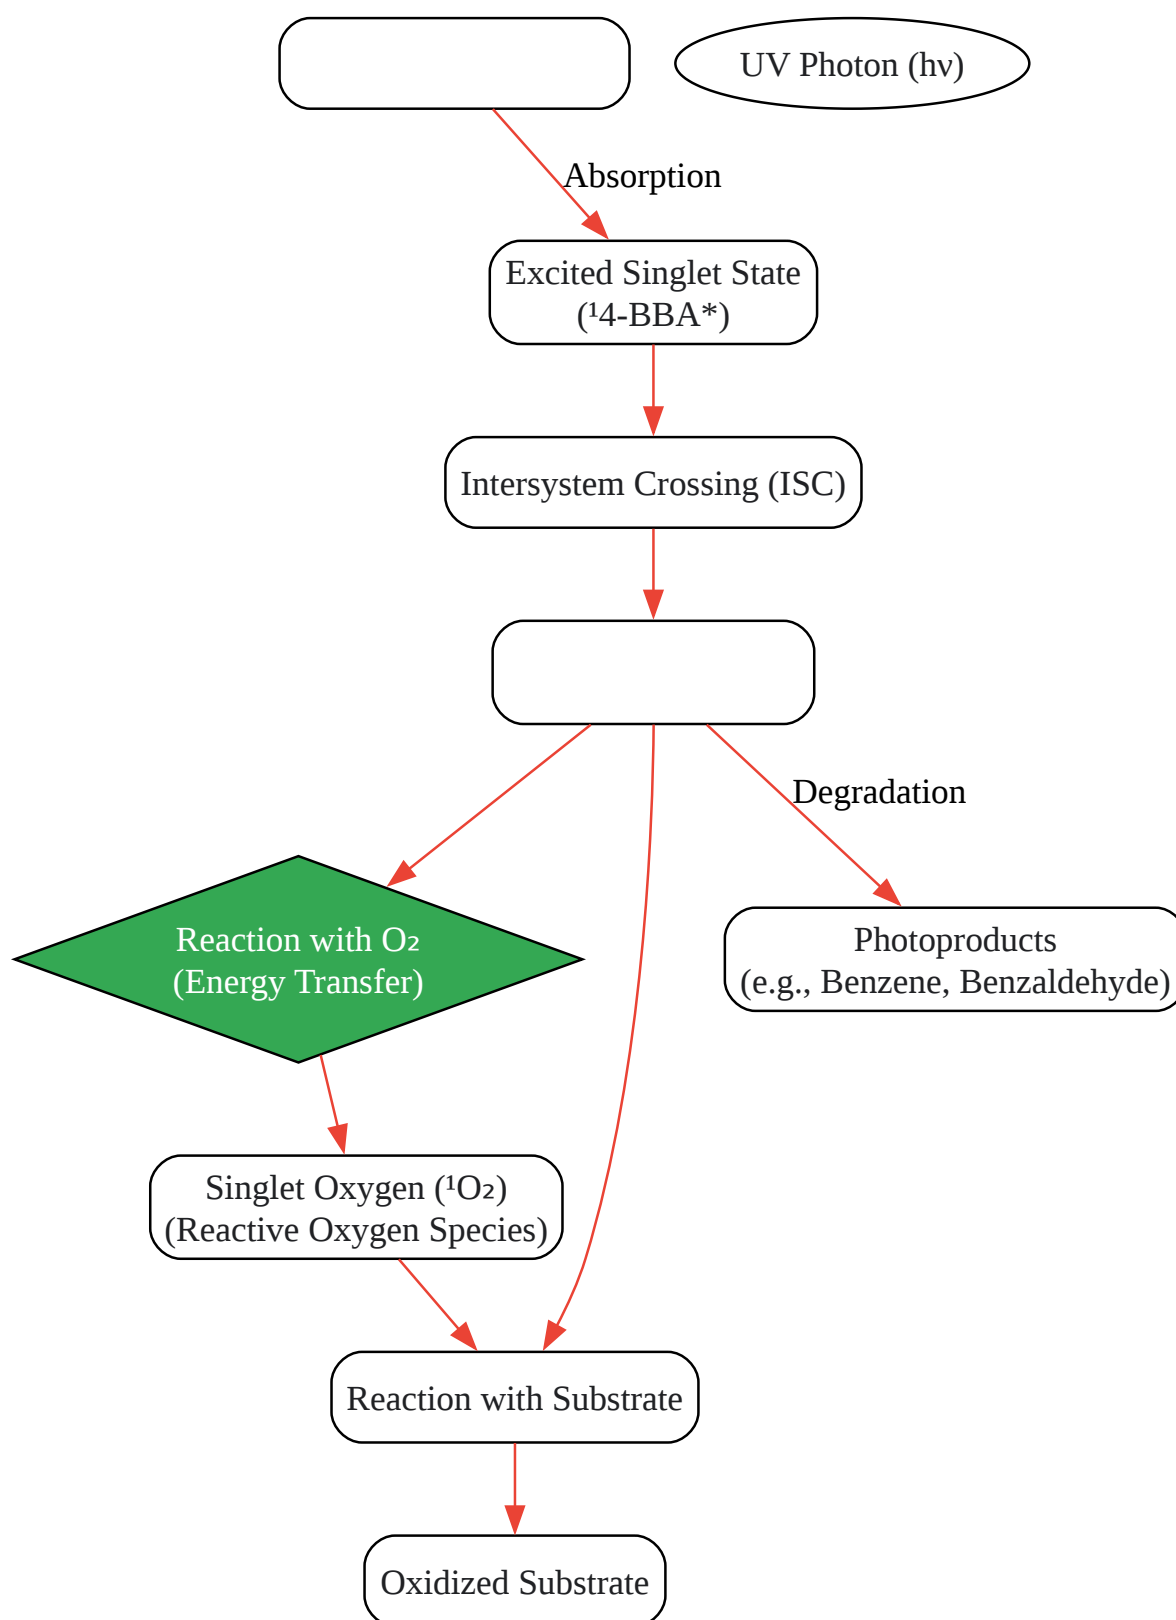 UV Photon (hν)
Absorption
Excited Singlet State
(¹4-BBA*)
Intersystem Crossing (ISC)
Degradation
Reaction with O₂
(Energy Transfer)
Photoproducts
(e.g., Benzene, Benzaldehyde)
Singlet Oxygen (¹O₂)
(Reactive Oxygen Species)
Reaction with Substrate
Oxidized Substrate